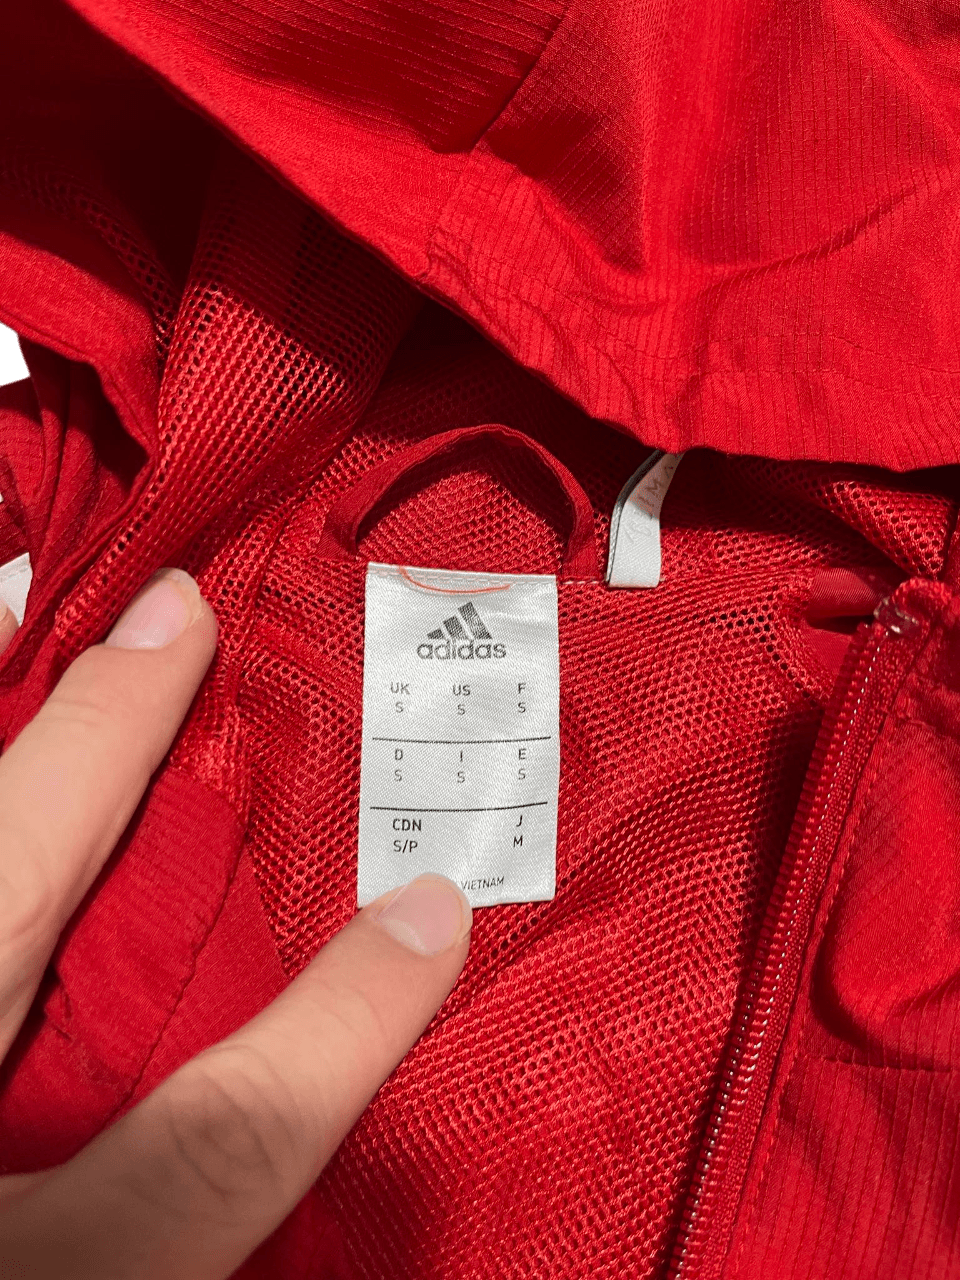 adidas
UK US F
S S S
D I E
S S S
CDN J
S/P M
VIETNAM